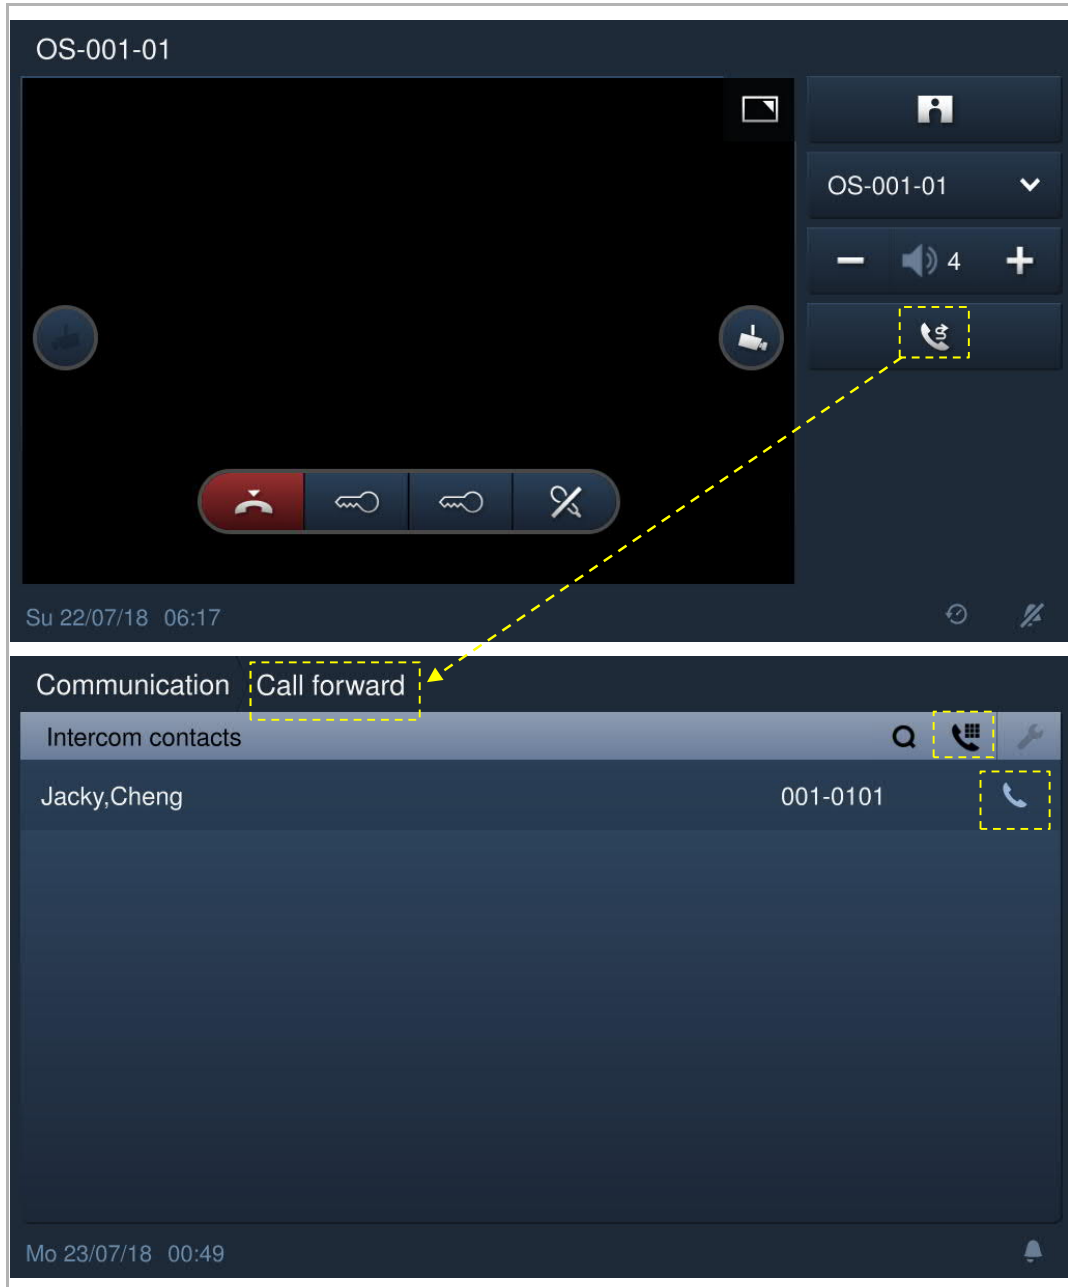 OS-001-01
OS-001-01
4
Su 22/07/18 06:17
Communication Call forward
Intercom contacts
Jacky,Cheng 001-0101
Mo 23/07/18 00:49